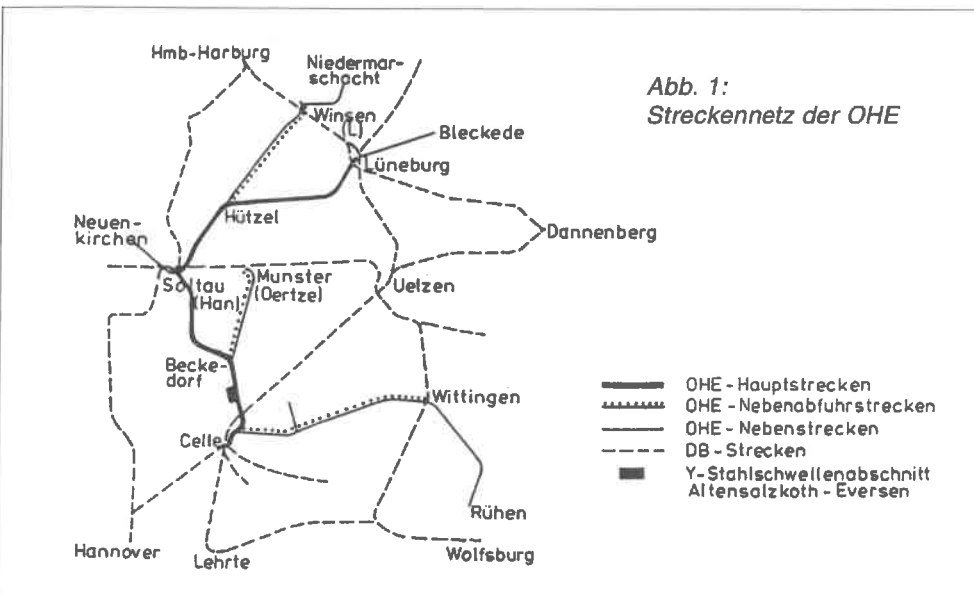 Abb. 1:
Streckennetz der OHE
Hmb-Harburg
Niedermar-
schacht
Winsen
(L)
Bleckede
Lüneburg
Hützel
Neuen-
kirchen
Dannenberg
Soltau
(Han)
Munster
(Oertze)
Uelzen
Becke-
dorf
Wittingen
Celle
Rühen
Hannover
Lehrte
Wolfsburg
OHE-Hauptstrecken
OHE-Nebenabfuhrstrecken
OHE-Nebenstrecken
DB-Strecken
Y-Stahlschwellenabschnitt
Altensalzkoth-Eversen